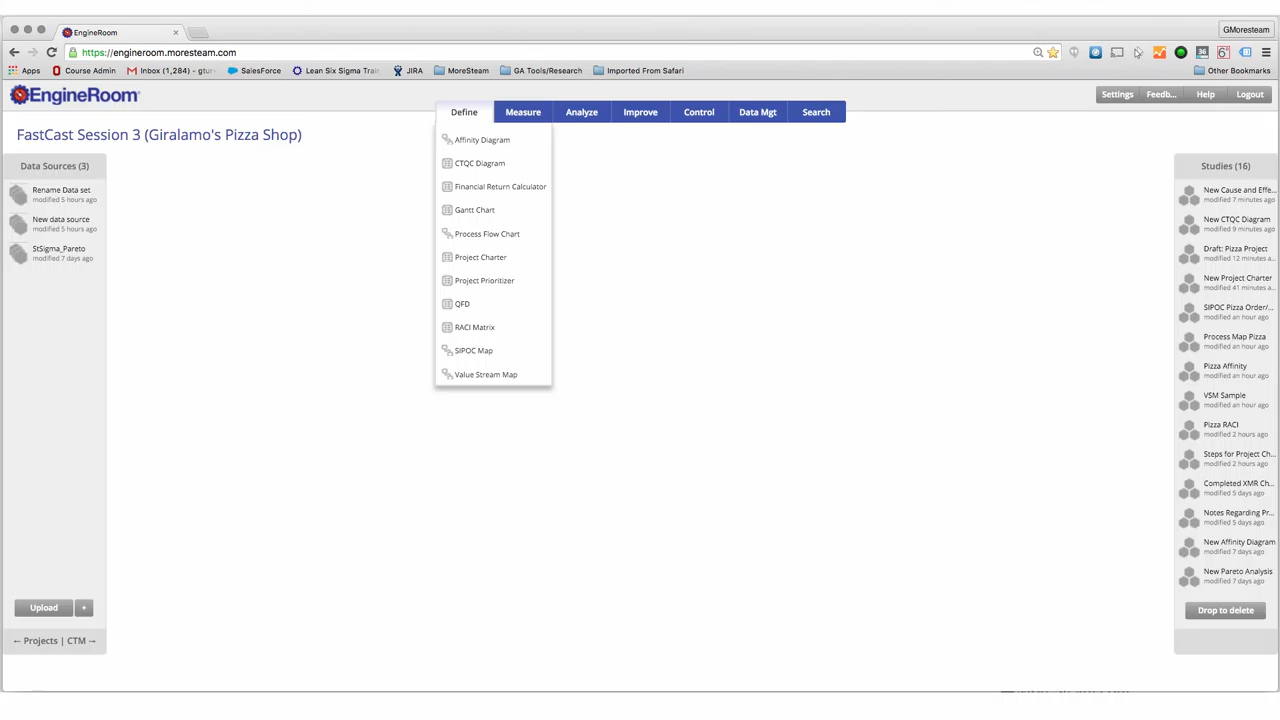 EngineRoom
GMoresteam
https://engineroom.moresteam.com
Apps Course Admin Inbox (1,284) - gtur SalesForce Lean Six Sigma Train JIRA MoreSteam GA Tools/Research Imported From Safari Other Bookmarks
EngineRoom
Settings Feedb... Help Logout
Define Measure Analyze Improve Control Data Mgt Search
FastCast Session 3 (Giralamo's Pizza Shop)
Data Sources (3)
Rename Data set
modified 5 hours ago
New data source
modified 5 hours ago
StSigma_Pareto
modified 7 days ago
Upload +
← Projects | CTM →
Affinity Diagram
CTQC Diagram
Financial Return Calculator
Gantt Chart
Process Flow Chart
Project Charter
Project Prioritizer
QFD
RACI Matrix
SIPOC Map
Value Stream Map
Studies (16)
New Cause and Effe...
modified 7 minutes ago
New CTQC Diagram
modified 9 minutes ago
Draft: Pizza Project
modified 12 minutes a...
New Project Charter
modified 41 minutes a...
SIPOC Pizza Order/...
modified an hour ago
Process Map Pizza
modified an hour ago
Pizza Affinity
modified an hour ago
VSM Sample
modified an hour ago
Pizza RACI
modified 2 hours ago
Steps for Project Ch...
modified 2 hours ago
Completed XMR Ch...
modified 5 days ago
Notes Regarding Pr...
modified 5 days ago
New Affinity Diagram
modified 7 days ago
New Pareto Analysis
modified 7 days ago
Drop to delete